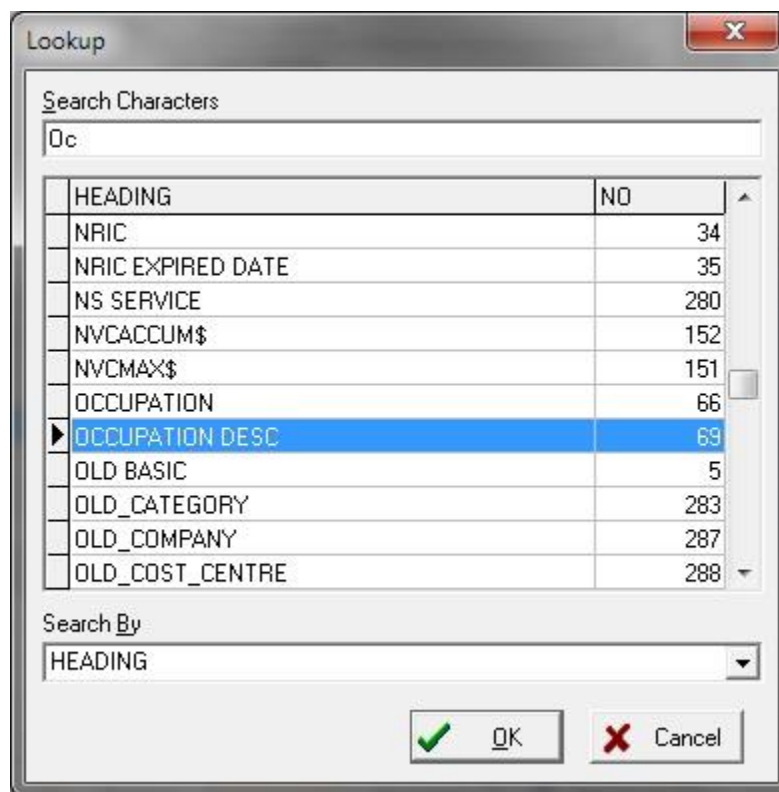 Lookup
Search Characters
Oc
HEADING NO
NRIC 34
NRIC EXPIRED DATE 35
NS SERVICE 280
NVCACCUM$ 152
NVCMAX$ 151
OCCUPATION 66
OCCUPATION DESC 69
OLD BASIC 5
OLD_CATEGORY 283
OLD_COMPANY 287
OLD_COST_CENTRE 288
Search By
HEADING
OK Cancel